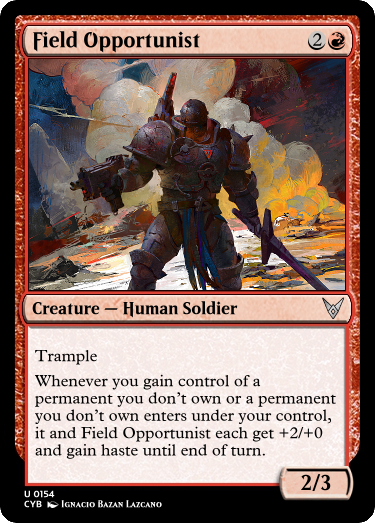 Field Opportunist 2
Creature — Human Soldier
Trample
Whenever you gain control of a
permanent you don't own or a permanent
you don't own enters under your control,
it and Field Opportunist each get +2/+0
and gain haste until end of turn.
2/3
U 0154
CYB Ignacio Bazan Lazcano